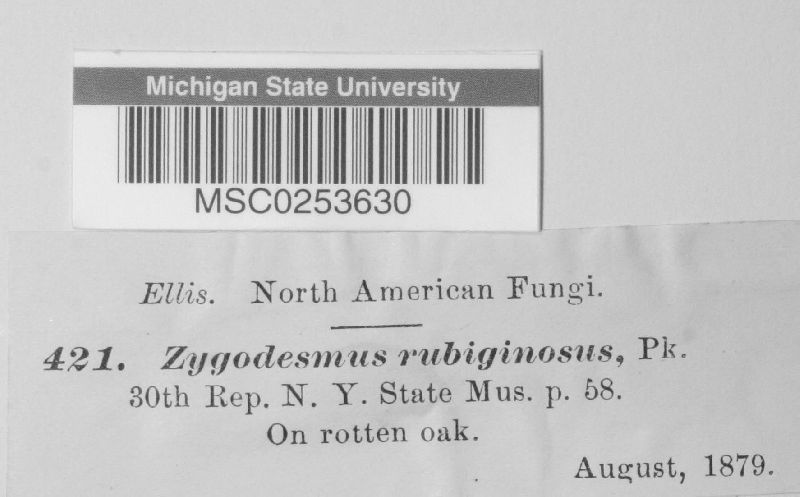 Michigan State University
MSC0253630
Ellis. North American Fungi.
421. Zygodesmus rubiginosus, Pk.
30th Rep. N. Y. State Mus. p. 58.
On rotten oak.
August, 1879.